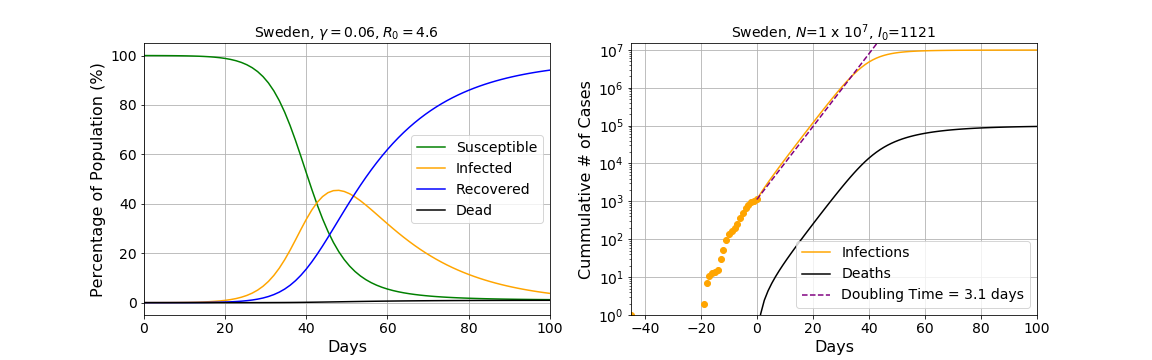 Sweden, γ = 0.06, R₀ = 4.6
Percentage of Population (%)
100
80
60
40
20
0
Susceptible
Infected
Recovered
Dead
0 20 40 60 80 100
Days
Sweden, N=1 x 10⁷, I₀=1121
Cummulative # of Cases
10⁷
10⁶
10⁵
10⁴
10³
10²
10¹
10⁰
Infections
Deaths
Doubling Time = 3.1 days
−40 −20 0 20 40 60 80 100
Days